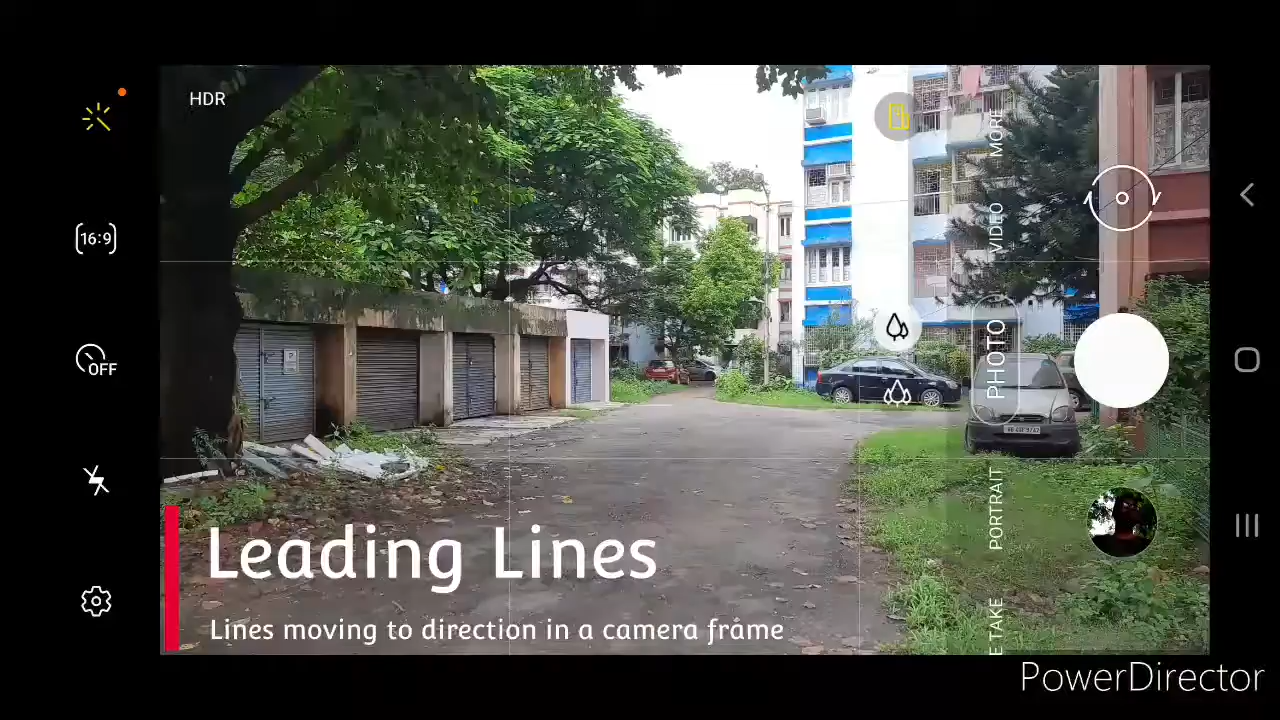 HDR
16:9
OFF
MORE
VIDEO
PHOTO
PORTRAIT
E TAKE
Leading Lines
Lines moving to direction in a camera frame
PowerDirector